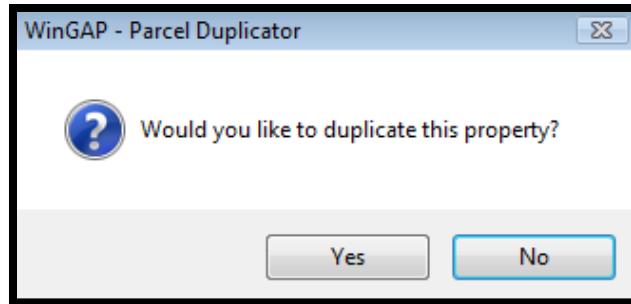 WinGAP - Parcel Duplicator
Would you like to duplicate this property?
Yes No